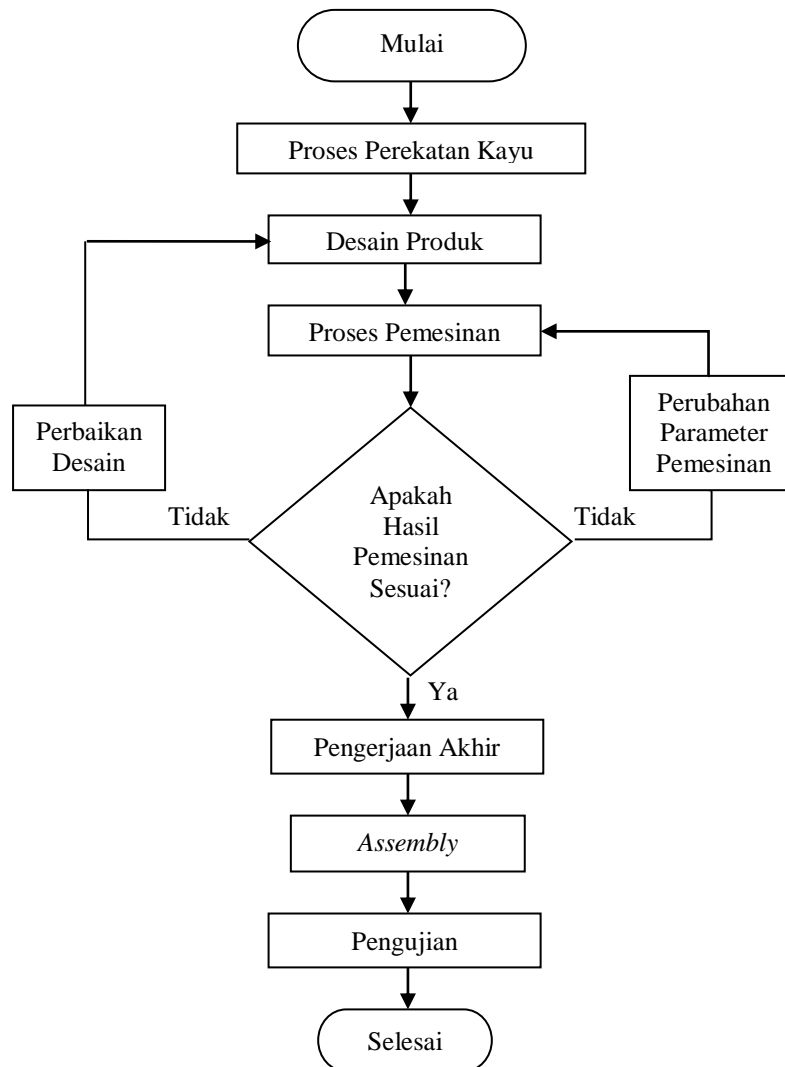 Mulai
Proses Perekatan Kayu
Desain Produk
Proses Pemesinan
Perbaikan
Desain
Perubahan
Parameter
Pemesinan
Tidak
Apakah
Hasil
Pemesinan
Sesuai?
Tidak
Ya
Pengerjaan Akhir
Assembly
Pengujian
Selesai